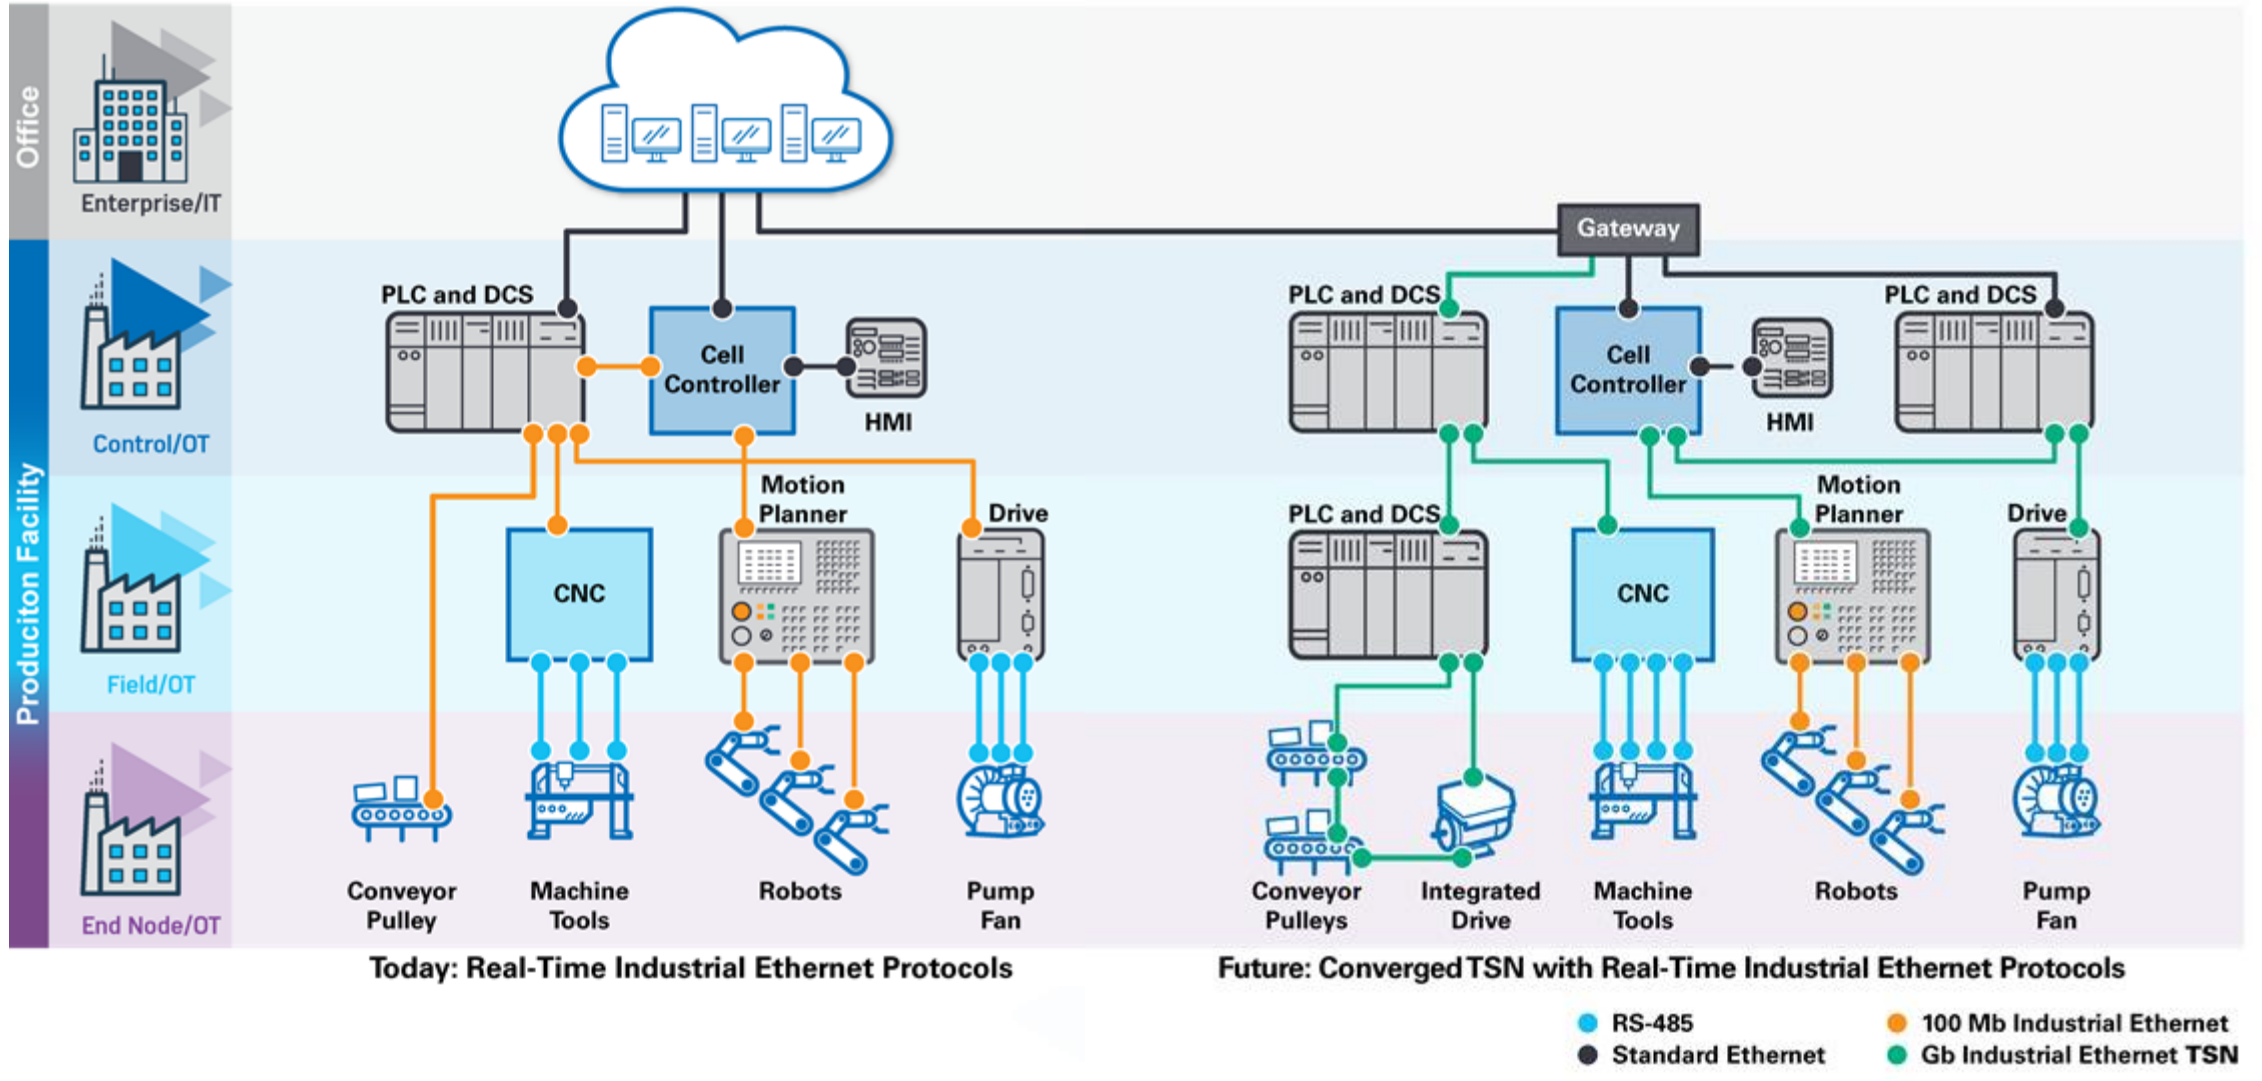 Office
Enterprise/IT
Gateway
Produciton Facility
Control/OT
PLC and DCS
Cell
Controller
HMI
PLC and DCS
Cell
Controller
HMI
PLC and DCS
Field/OT
CNC
Motion
Planner
Drive
PLC and DCS
CNC
Motion
Planner
Drive
End Node/OT
Conveyor
Pulley
Machine
Tools
Robots
Pump
Fan
Conveyor
Pulleys
Integrated
Drive
Machine
Tools
Robots
Pump
Fan
Today: Real-Time Industrial Ethernet Protocols
Future: Converged TSN with Real-Time Industrial Ethernet Protocols
RS-485
100 Mb Industrial Ethernet
Standard Ethernet
Gb Industrial Ethernet TSN